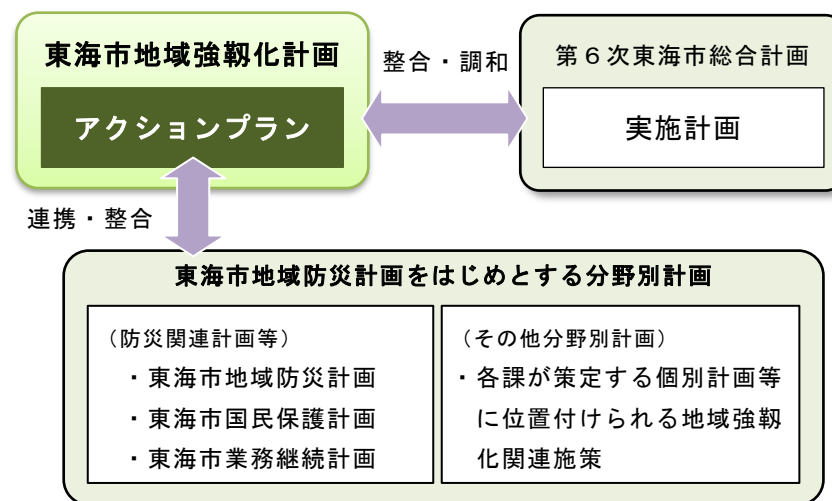 東海市地域強靱化計画
アクションプラン
整合・調和
第６次東海市総合計画
実施計画
連携・整合
東海市地域防災計画をはじめとする分野別計画
（防災関連計画等）
・東海市地域防災計画
・東海市国民保護計画
・東海市業務継続計画
（その他分野別計画）
・各課が策定する個別計画等
に位置付けられる地域強靱
化関連施策